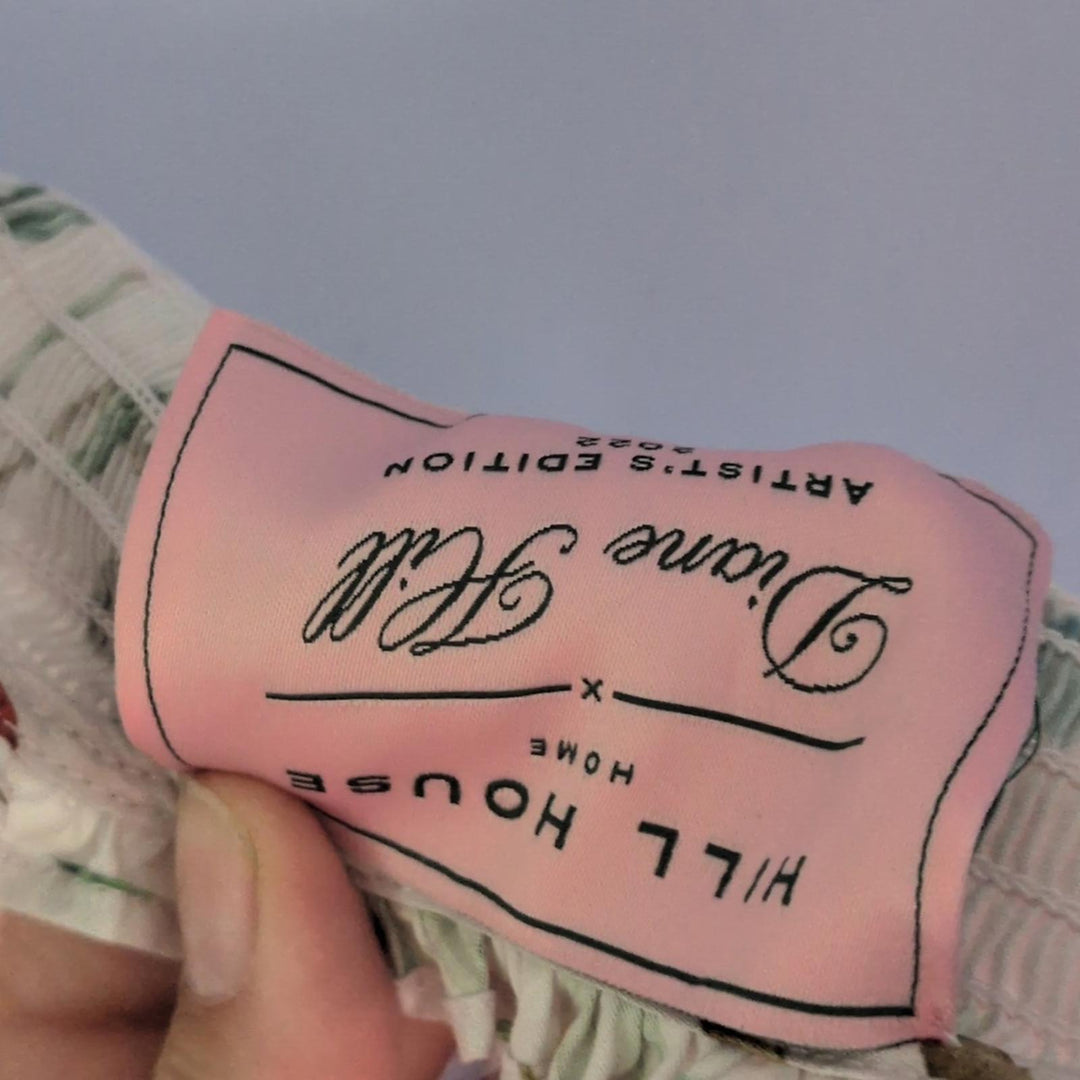 HILL HOUSE
HOME
x
Diane Hill
ARTIST'S EDITION
2022